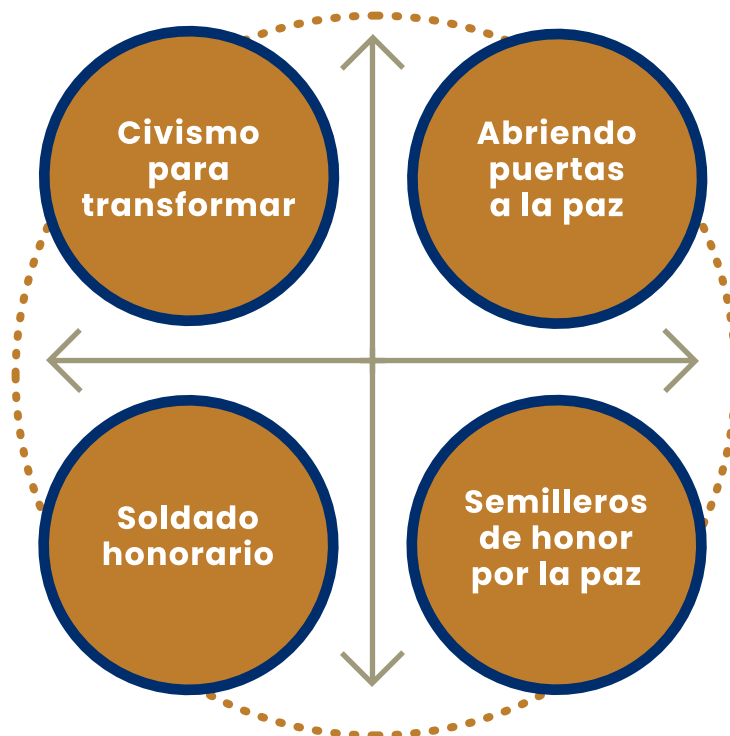 Civismo
para
transformar
Abriendo
puertas
a la paz
Soldado
honorario
Semilleros
de honor
por la paz